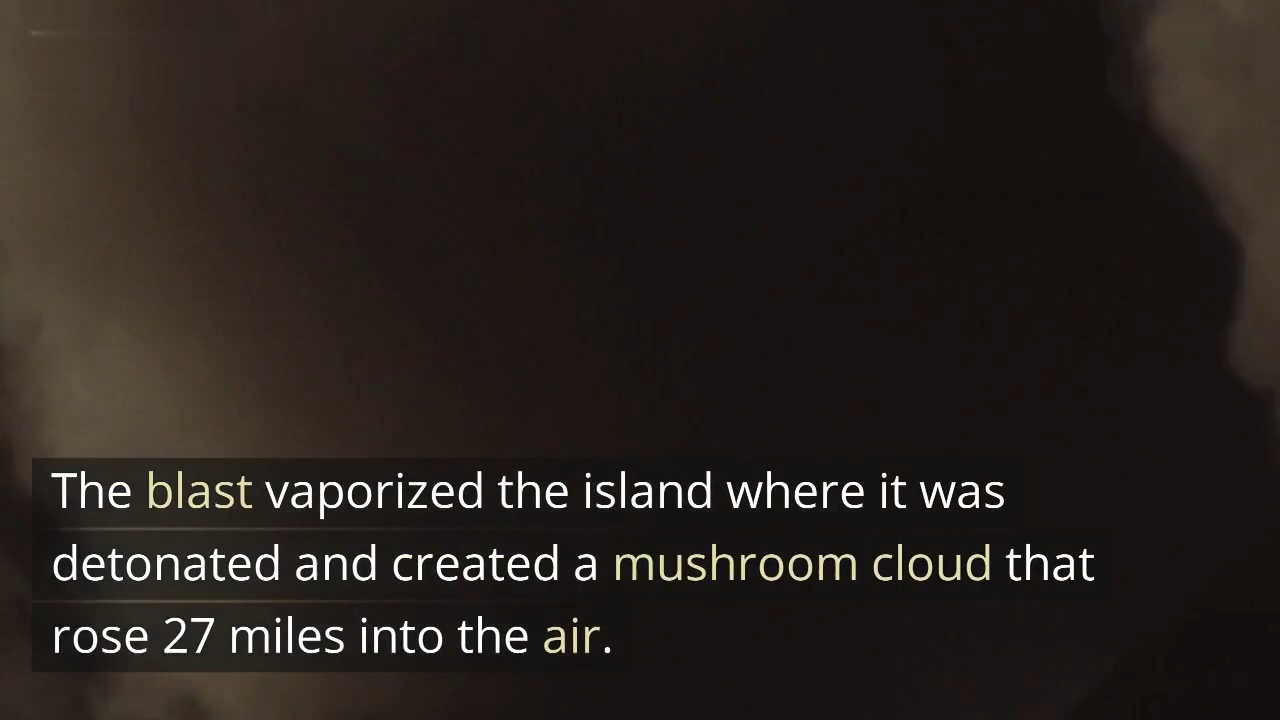 The blast vaporized the island where it was
detonated and created a mushroom cloud that
rose 27 miles into the air.